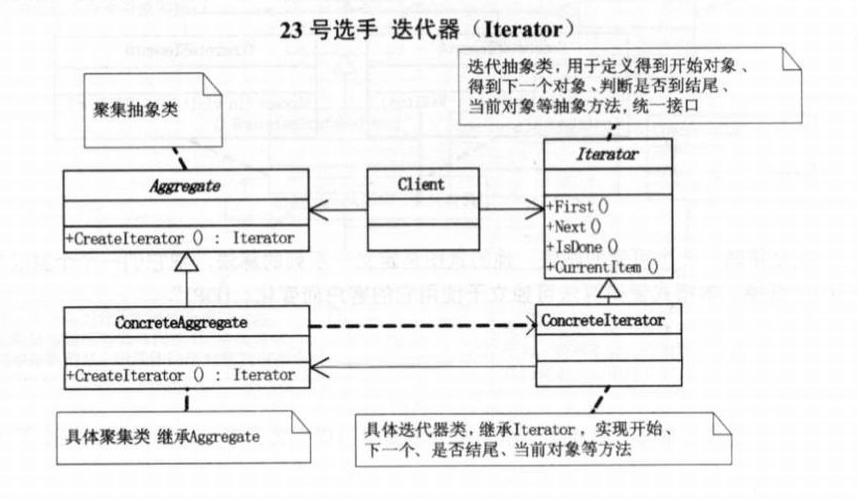 23 号选手 迭代器（Iterator）
迭代抽象类，用于定义得到开始对象、
得到下一个对象、判断是否到结尾、
当前对象等抽象方法，统一接口
聚集抽象类
Aggregate
+CreateIterator () : Iterator
Client
Iterator
+First ()
+Next ()
+IsDone ()
+CurrentItem ()
ConcreteAggregate
+CreateIterator () : Iterator
ConcreteIterator
具体聚集类 继承Aggregate
具体迭代器类，继承Iterator，实现开始、
下一个、是否结尾、当前对象等方法